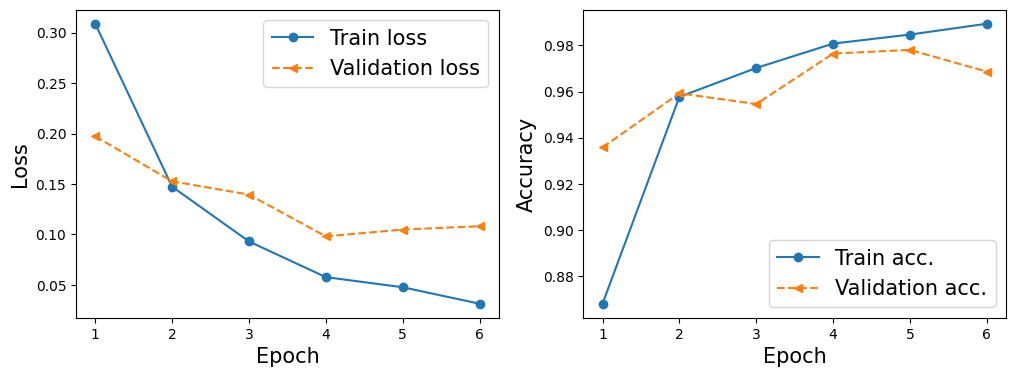 0.30
0.25
0.20
0.15
0.10
0.05
Loss
1 2 3 4 5 6
Epoch
Train loss
Validation loss
0.98
0.96
0.94
0.92
0.90
0.88
Accuracy
1 2 3 4 5 6
Epoch
Train acc.
Validation acc.